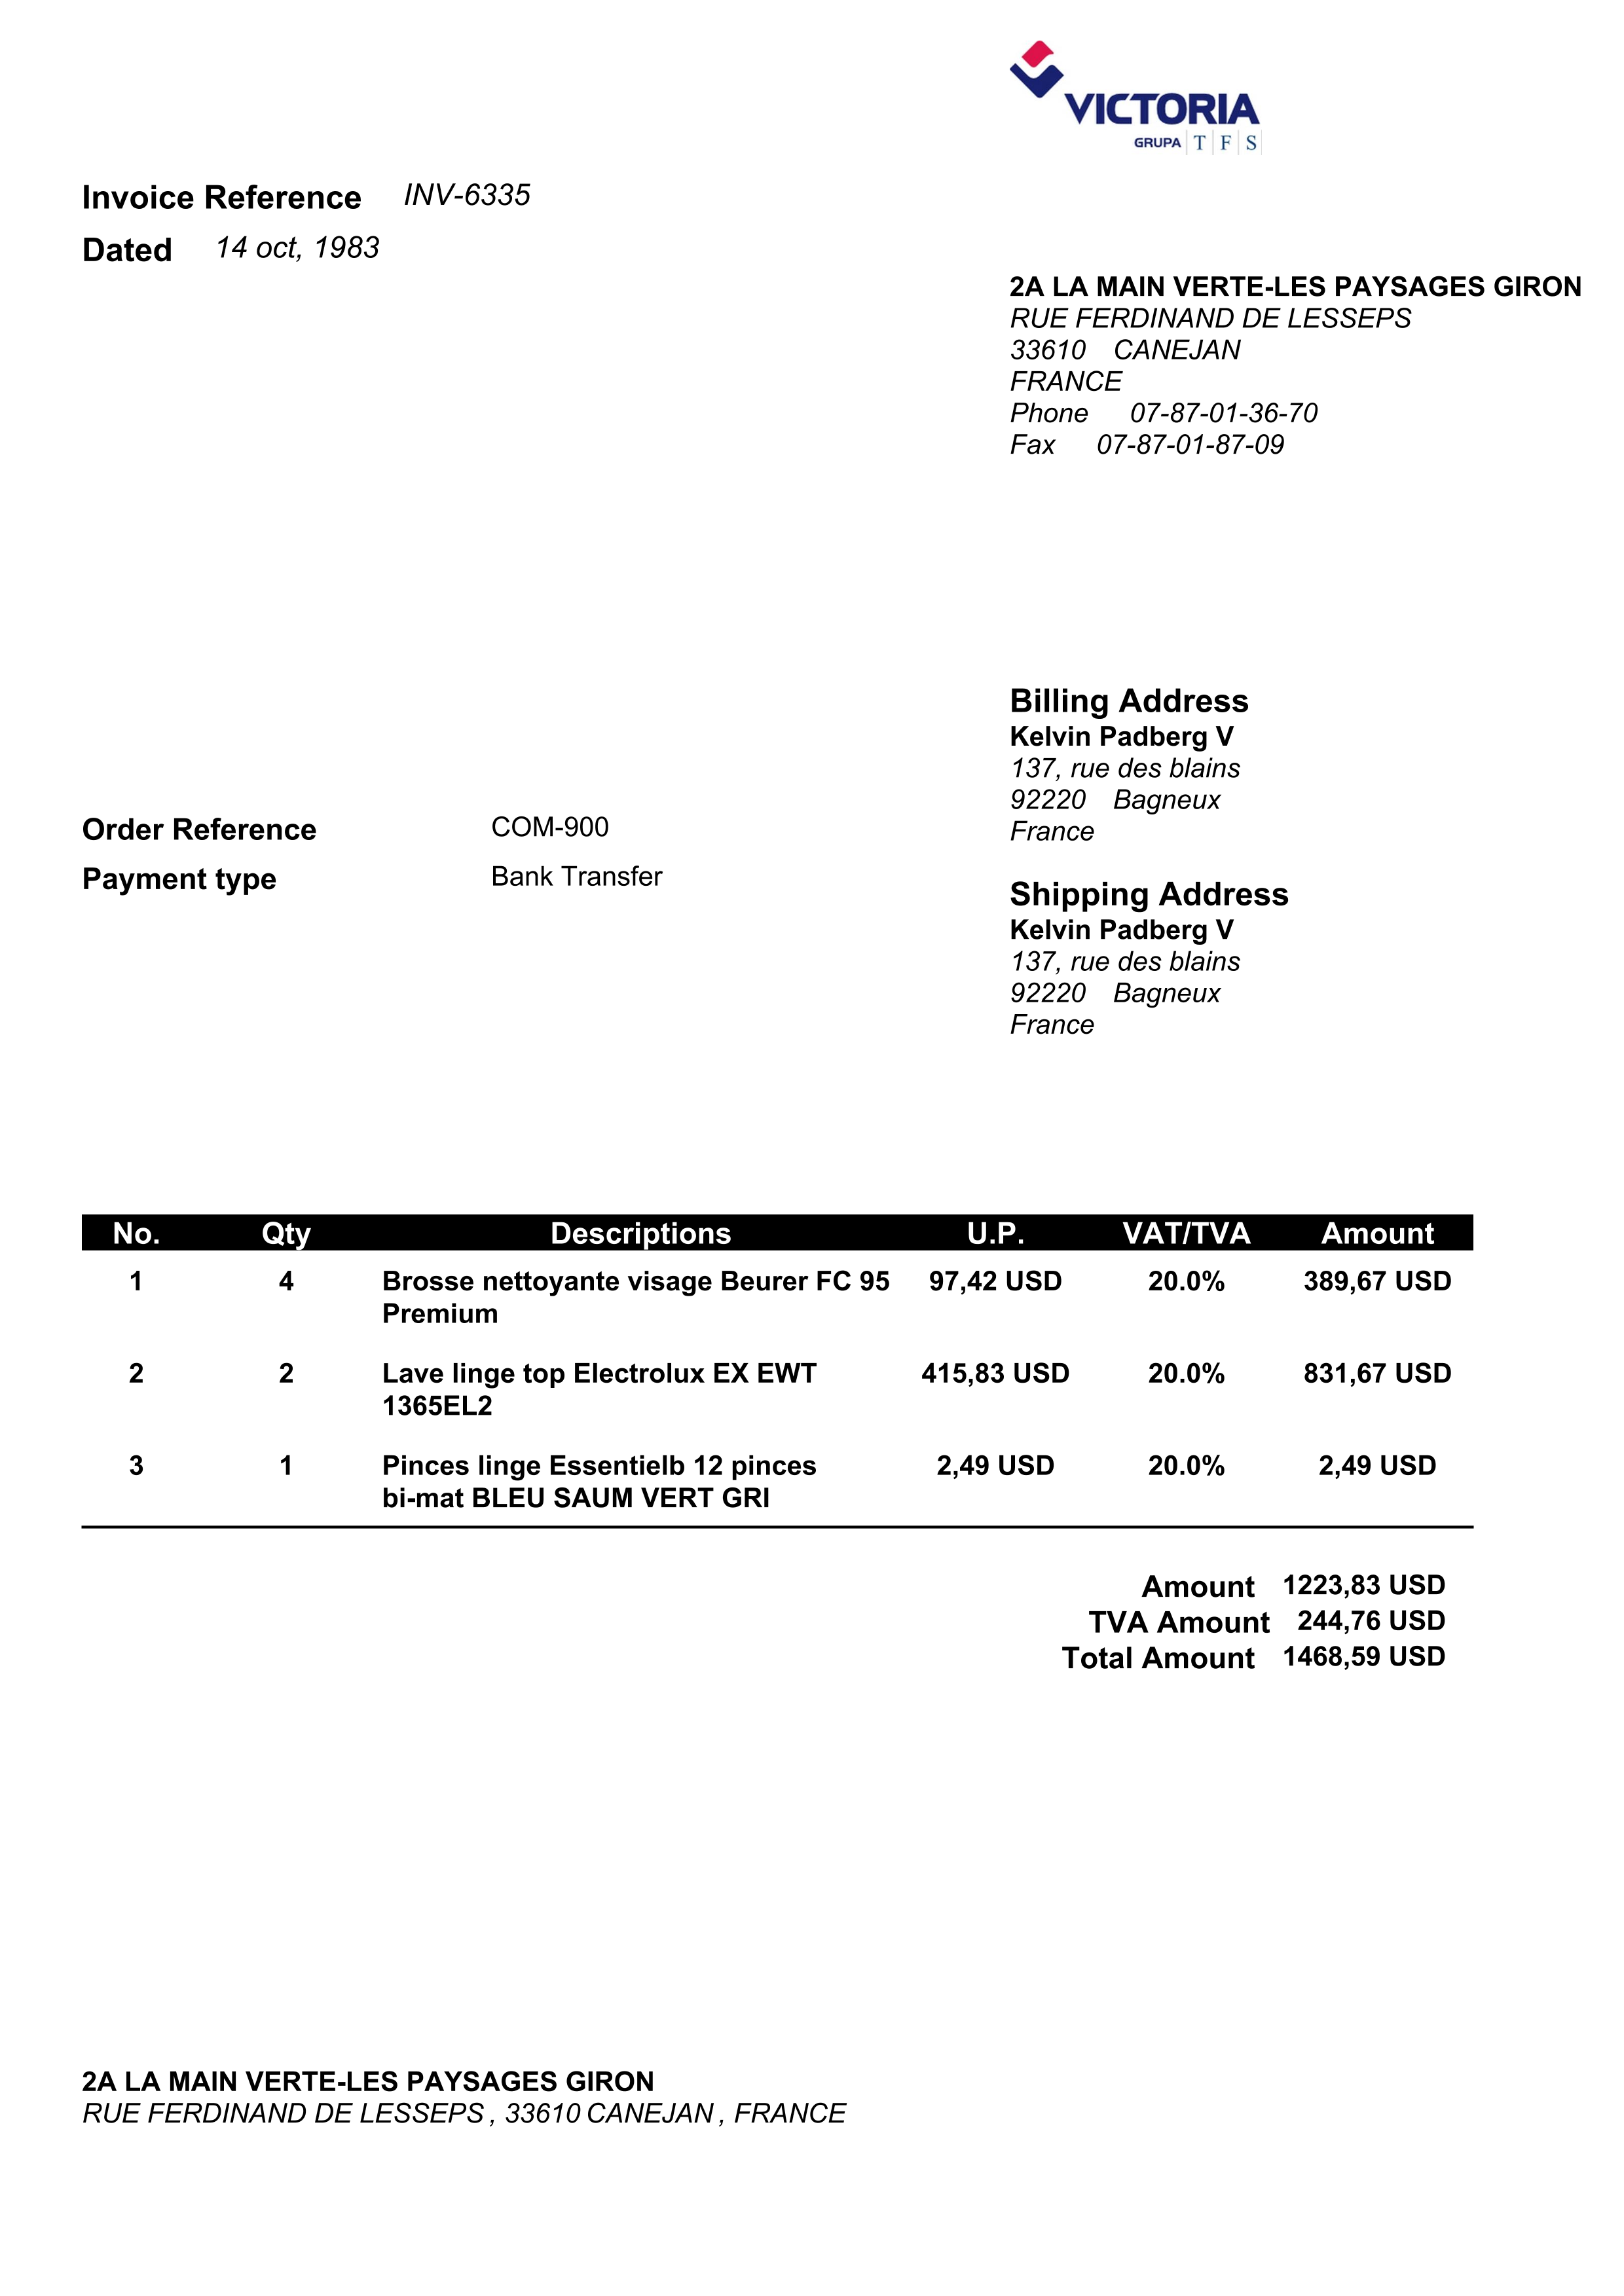 VICTORIA
GRUPA T F S
Invoice Reference INV-6335
Dated 14 oct, 1983
2A LA MAIN VERTE-LES PAYSAGES GIRON
RUE FERDINAND DE LESSEPS
33610 CANEJAN
FRANCE
Phone 07-87-01-36-70
Fax 07-87-01-87-09
Billing Address
Kelvin Padberg V
137, rue des blains
92220 Bagneux
France
Order Reference COM-900
Payment type Bank Transfer
Shipping Address
Kelvin Padberg V
137, rue des blains
92220 Bagneux
France
No. Qty Descriptions U.P. VAT/TVA Amount
1 4 Brosse nettoyante visage Beurer FC 95 97,42 USD 20.0% 389,67 USD
Premium
2 2 Lave linge top Electrolux EX EWT 415,83 USD 20.0% 831,67 USD
1365EL2
3 1 Pinces linge Essentielb 12 pinces 2,49 USD 20.0% 2,49 USD
bi-mat BLEU SAUM VERT GRI
Amount 1223,83 USD
TVA Amount 244,76 USD
Total Amount 1468,59 USD
2A LA MAIN VERTE-LES PAYSAGES GIRON
RUE FERDINAND DE LESSEPS , 33610 CANEJAN , FRANCE